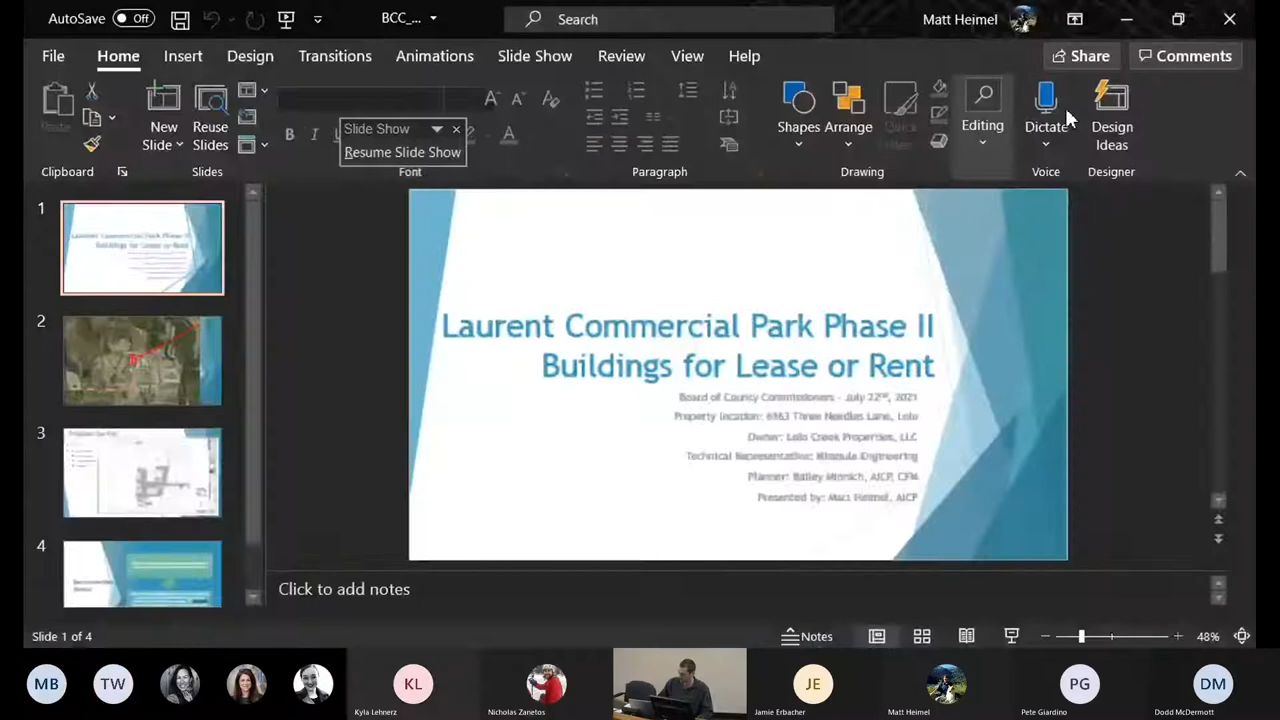 AutoSave Off
BCC_...
Search
Matt Heimel
File Home Insert Design Transitions Animations Slide Show Review View Help
Share Comments
New Slide
Reuse Slides
Slide Show
Resume Slide Show
Shapes Arrange
Editing
Dictate
Design Ideas
Clipboard Slides Font Paragraph Drawing Voice Designer
1
2
3
4
Laurent Commercial Park Phase II
Buildings for Lease or Rent
Board of County Commissioners - July 22nd, 2021
Property Location: 6963 Three Needles Lane, Lolo
Owner: Lolo Creek Properties, LLC
Technical Representative: Missoula Engineering
Planner: Bailey Minnich, AICP, CFM
Presented by: Matt Heimel, AICP
Click to add notes
Slide 1 of 4
Notes
48%
MB TW KL JE PG DM
Kyla Lehnerz Nicholas Zanetos Jamie Erbacher Matt Heimel Pete Giardino Dodd McDermott